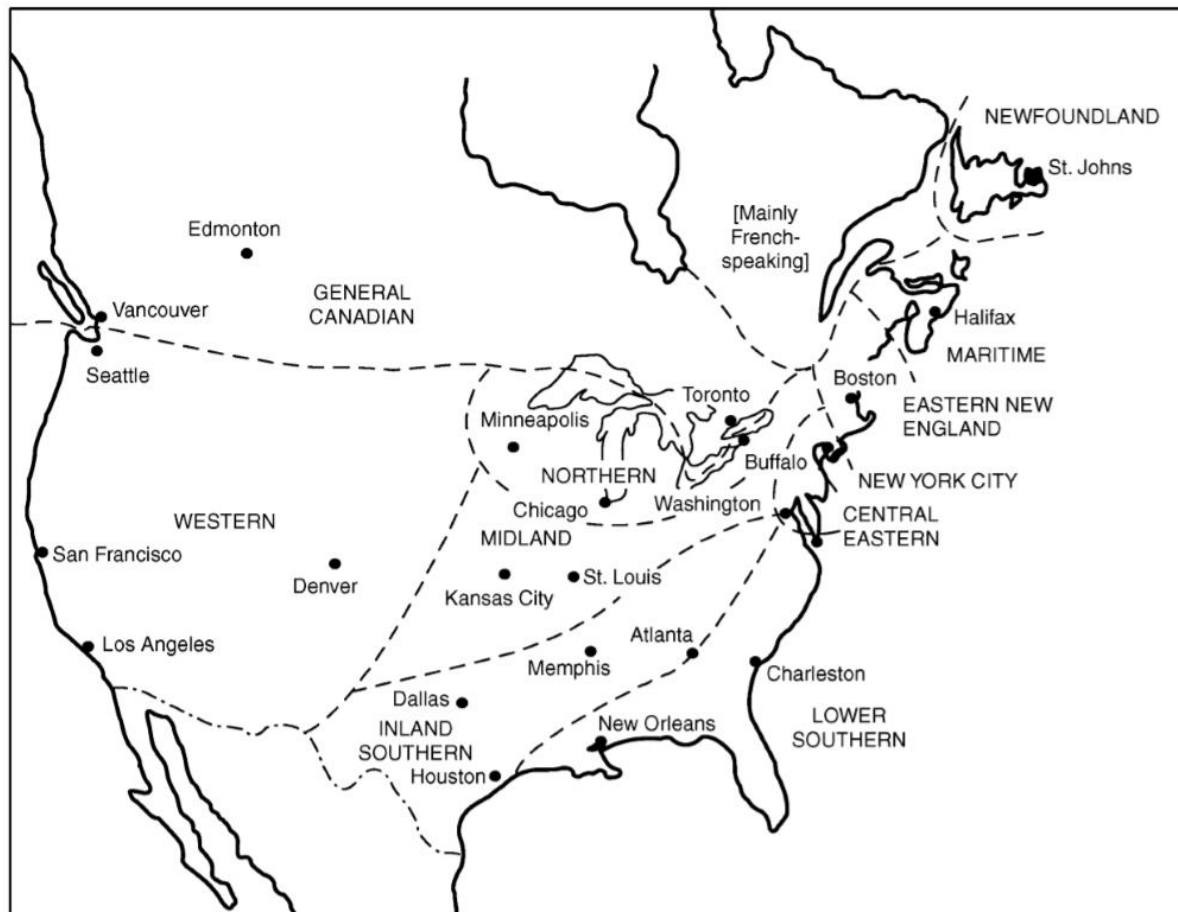 NEWFOUNDLAND
St. Johns
[Mainly
French-
speaking]
Edmonton
GENERAL
CANADIAN
Vancouver
Halifax
MARITIME
Seattle
Boston
Toronto
EASTERN NEW
ENGLAND
Minneapolis
Buffalo
NORTHERN
NEW YORK CITY
Chicago
Washington
CENTRAL
EASTERN
WESTERN
MIDLAND
San Francisco
Denver
Kansas City
St. Louis
Los Angeles
Atlanta
Memphis
Charleston
Dallas
New Orleans
LOWER
SOUTHERN
INLAND
SOUTHERN
Houston